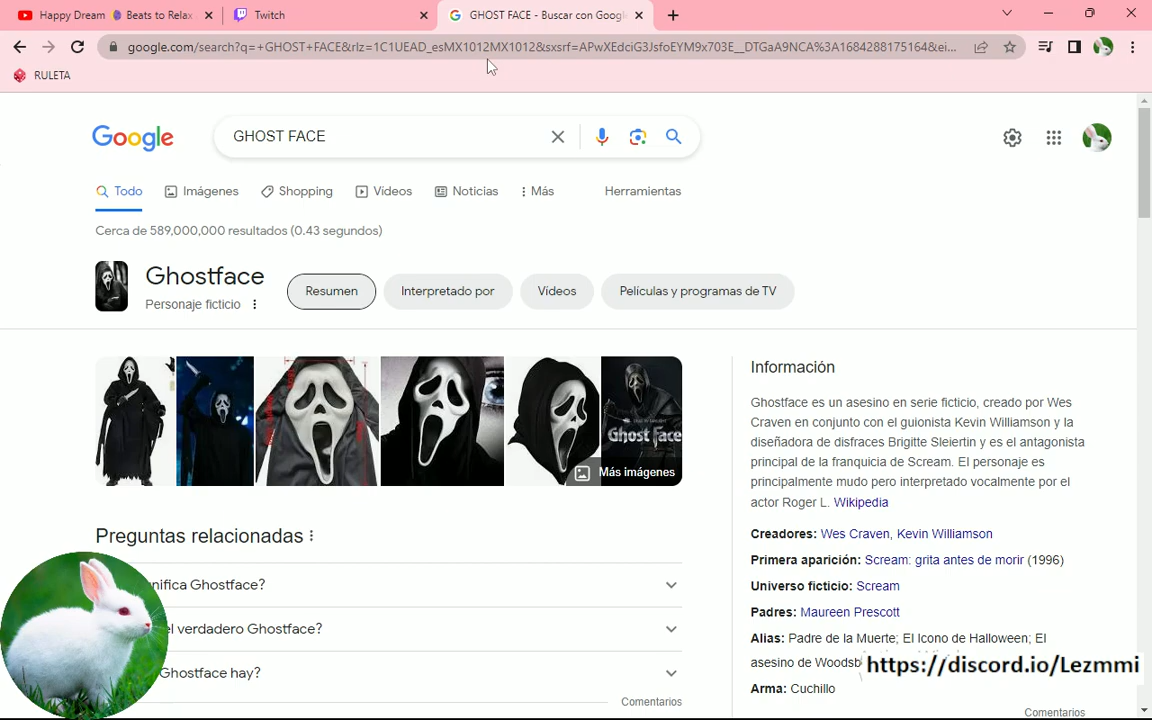 Happy Dream Beats to Relax
Twitch
GHOST FACE - Buscar con Google
google.com/search?q=+GHOST+FACE&rlz=1C1UEAD_esMX1012MX1012&sxsrf=APwXEdciG3JsfoEYM9x703E__DTGaA9NCA%3A1684288175164&ei...
RULETA
Google
GHOST FACE
Todo
Imágenes
Shopping
Vídeos
Noticias
Más
Herramientas
Cerca de 589,000,000 resultados (0.43 segundos)
Ghostface
Personaje ficticio
Resumen
Interpretado por
Vídeos
Películas y programas de TV
Ghost Face
Más imágenes
Información
Ghostface es un asesino en serie ficticio, creado por Wes
Craven en conjunto con el guionista Kevin Williamson y la
diseñadora de disfraces Brigitte Sleiertin y es el antagonista
principal de la franquicia de Scream. El personaje es
principalmente mudo pero interpretado vocalmente por el
actor Roger L. Wikipedia
Creadores: Wes Craven, Kevin Williamson
Primera aparición: Scream: grita antes de morir (1996)
Universo ficticio: Scream
Padres: Maureen Prescott
Alias: Padre de la Muerte; El Icono de Halloween; El
asesino de Woodsb
Arma: Cuchillo
Comentarios
Preguntas relacionadas
nifica Ghostface?
el verdadero Ghostface?
Ghostface hay?
Comentarios
https://discord.io/Lezmmi